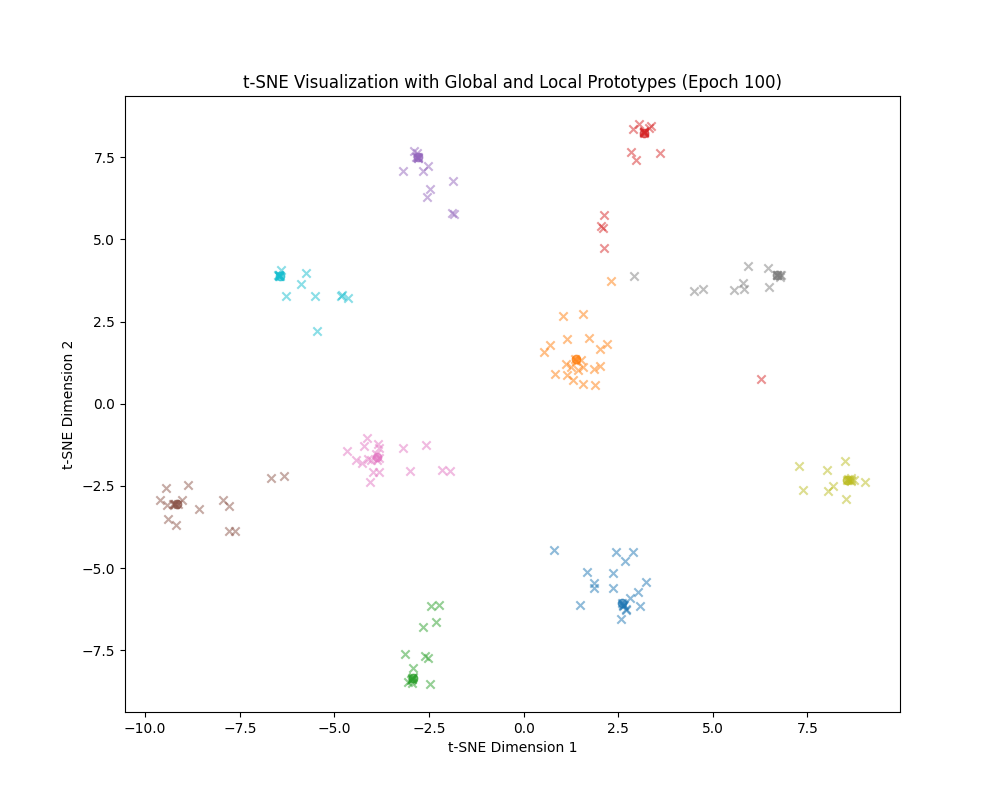 t-SNE Visualization with Global and Local Prototypes (Epoch 100)
7.5
5.0
2.5
0.0
−2.5
−5.0
−7.5
t-SNE Dimension 2
−10.0 −7.5 −5.0 −2.5 0.0 2.5 5.0 7.5
t-SNE Dimension 1